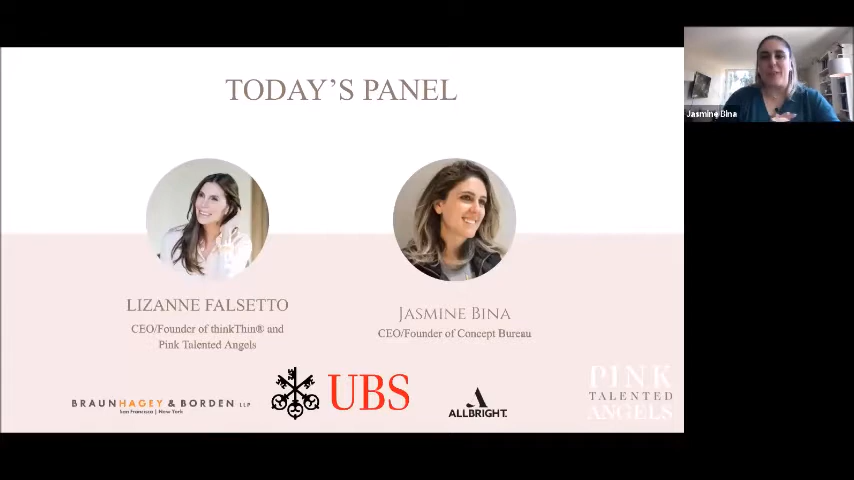 TODAY'S PANEL
Jasmine Bina
LIZANNE FALSETTO
CEO/Founder of thinkThin® and
Pink Talented Angels
JASMINE BINA
CEO/Founder of Concept Bureau
BRAUNHAGEY & BORDEN LLP
San Francisco | New York
UBS
ALLBRIGHT.
PINK
TALENTED
ANGELS